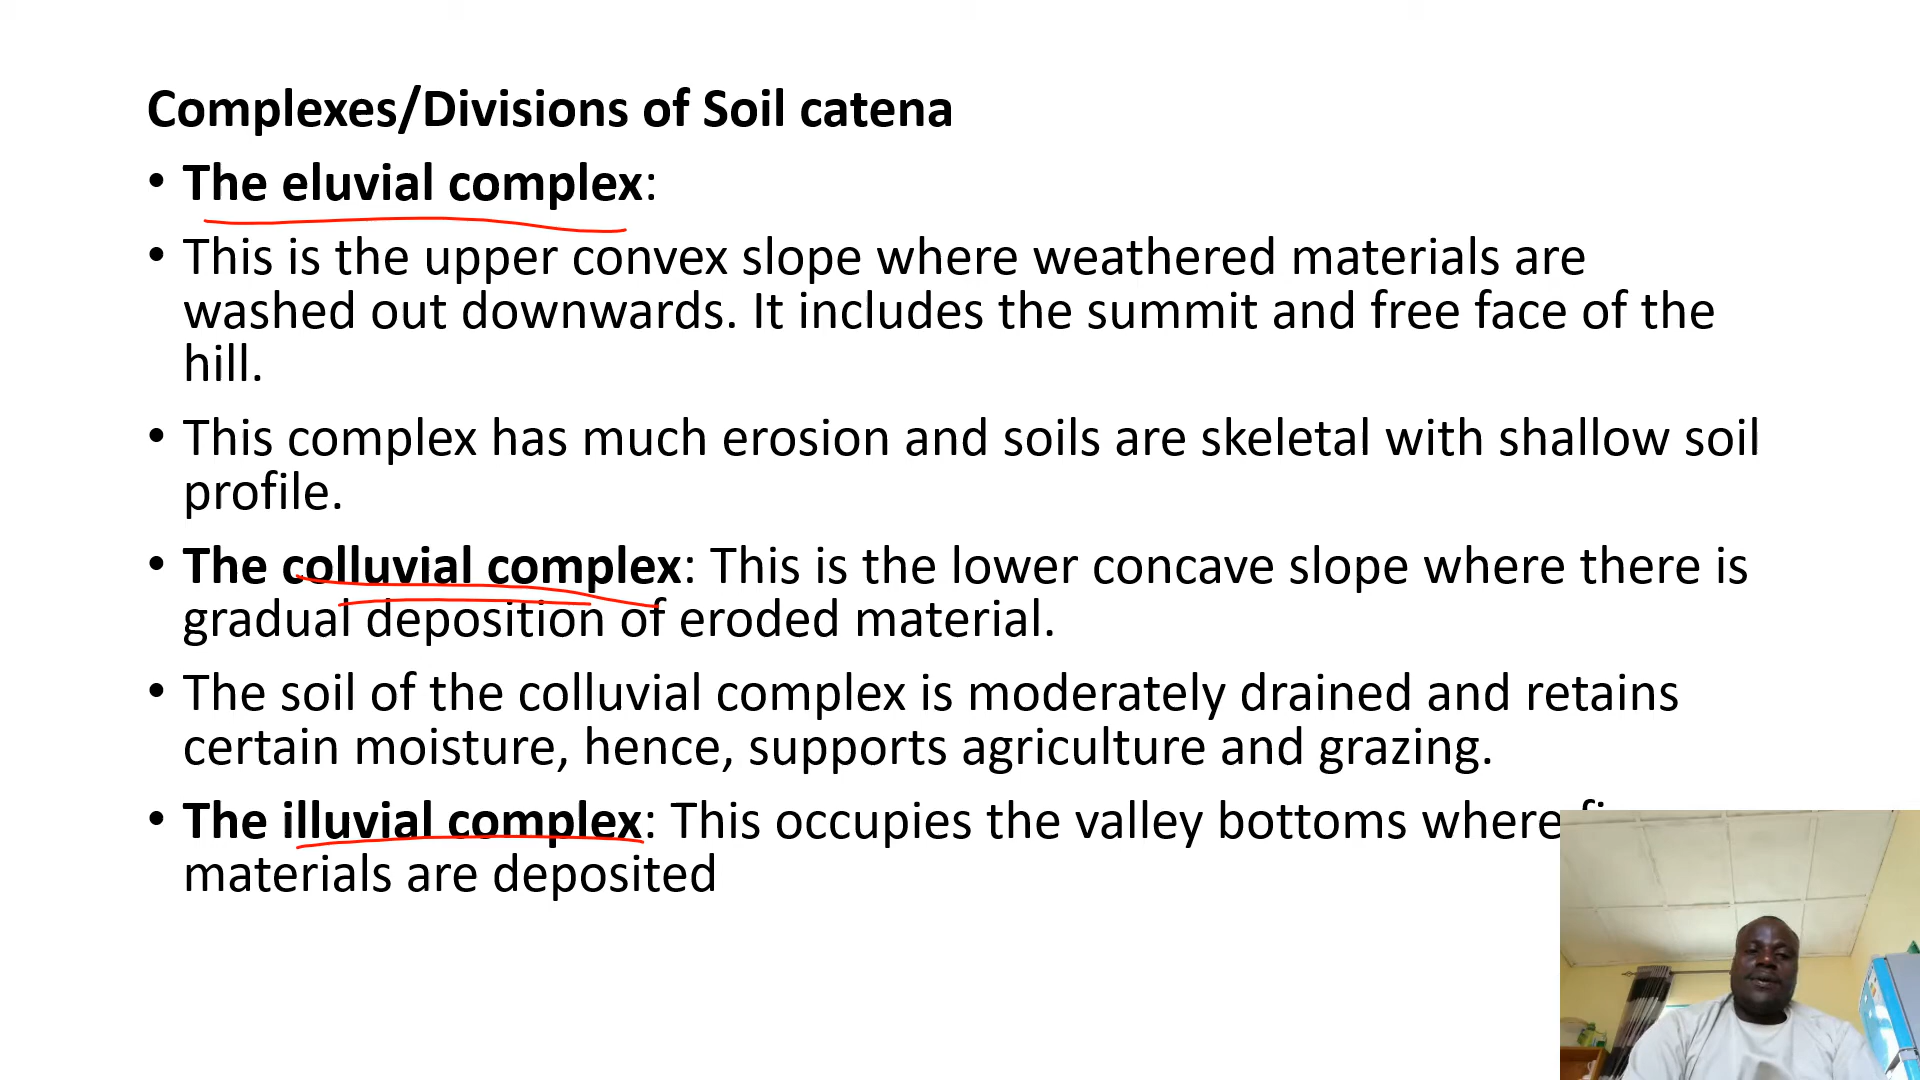 Complexes/Divisions of Soil catena
• The eluvial complex:
• This is the upper convex slope where weathered materials are
washed out downwards. It includes the summit and free face of the
hill.
• This complex has much erosion and soils are skeletal with shallow soil
profile.
• The colluvial complex: This is the lower concave slope where there is
gradual deposition of eroded material.
• The soil of the colluvial complex is moderately drained and retains
certain moisture, hence, supports agriculture and grazing.
• The illuvial complex: This occupies the valley bottoms where
materials are deposited